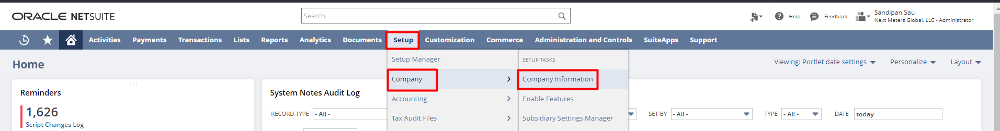 ORACLE NETSUITE
Search
Help
Feedback
Sandipan Sau
Next Meters Global, LLC - Administrator
Activities Payments Transactions Lists Reports Analytics Documents Setup Customization Commerce Administration and Controls SuiteApps Support
Home
Setup Manager
SETUP TASKS
Viewing: Portlet date settings
Personalize
Layout
Company
Company Information
Reminders
System Notes Audit Log
Accounting
Enable Features
1,626
Script Changes Log
RECORD TYPE - All -
SET BY - All -
TYPE - All -
DATE today
Tax Audit Files
Subsidiary Settings Manager